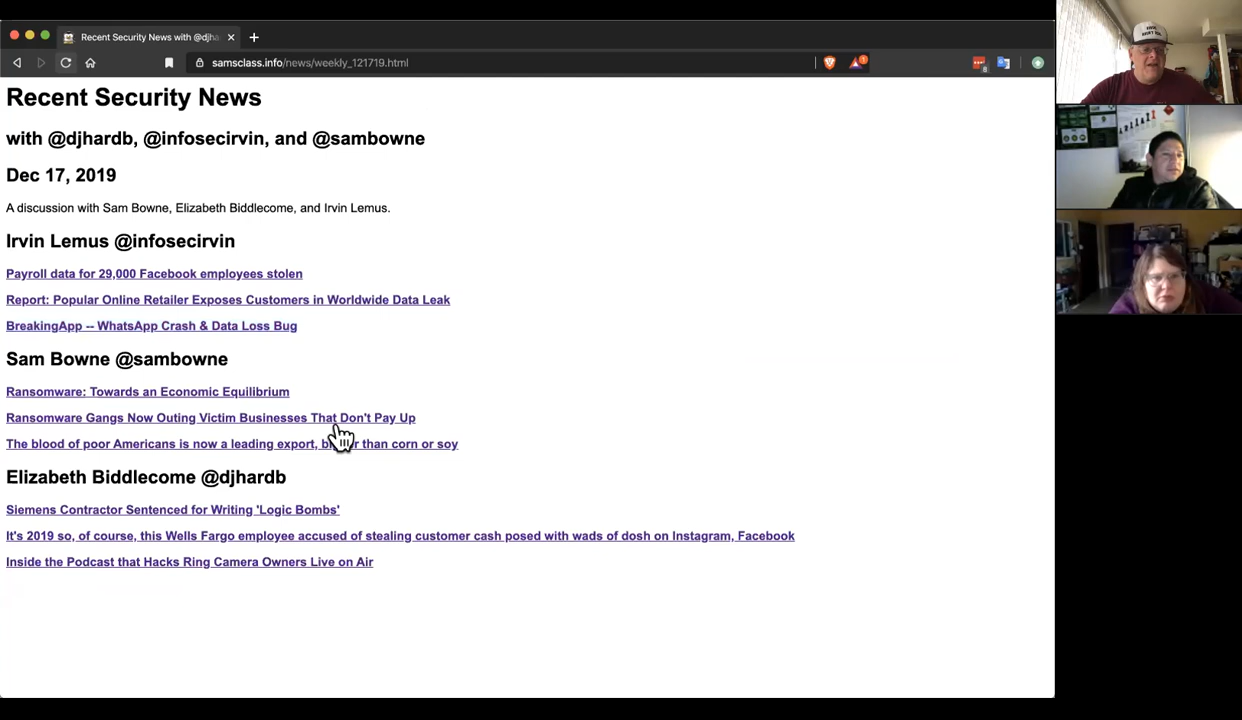 Recent Security News with @djha
samsclass.info/news/weekly_121719.html
Recent Security News
with @djhardb, @infosecirvin, and @sambowne
Dec 17, 2019
A discussion with Sam Bowne, Elizabeth Biddlecome, and Irvin Lemus.
Irvin Lemus @infosecirvin
Payroll data for 29,000 Facebook employees stolen
Report: Popular Online Retailer Exposes Customers in Worldwide Data Leak
BreakingApp -- WhatsApp Crash & Data Loss Bug
Sam Bowne @sambowne
Ransomware: Towards an Economic Equilibrium
Ransomware Gangs Now Outing Victim Businesses That Don't Pay Up
The blood of poor Americans is now a leading export, than corn or soy
Elizabeth Biddlecome @djhardb
Siemens Contractor Sentenced for Writing 'Logic Bombs'
It's 2019 so, of course, this Wells Fargo employee accused of stealing customer cash posed with wads of dosh on Instagram, Facebook
Inside the Podcast that Hacks Ring Camera Owners Live on Air